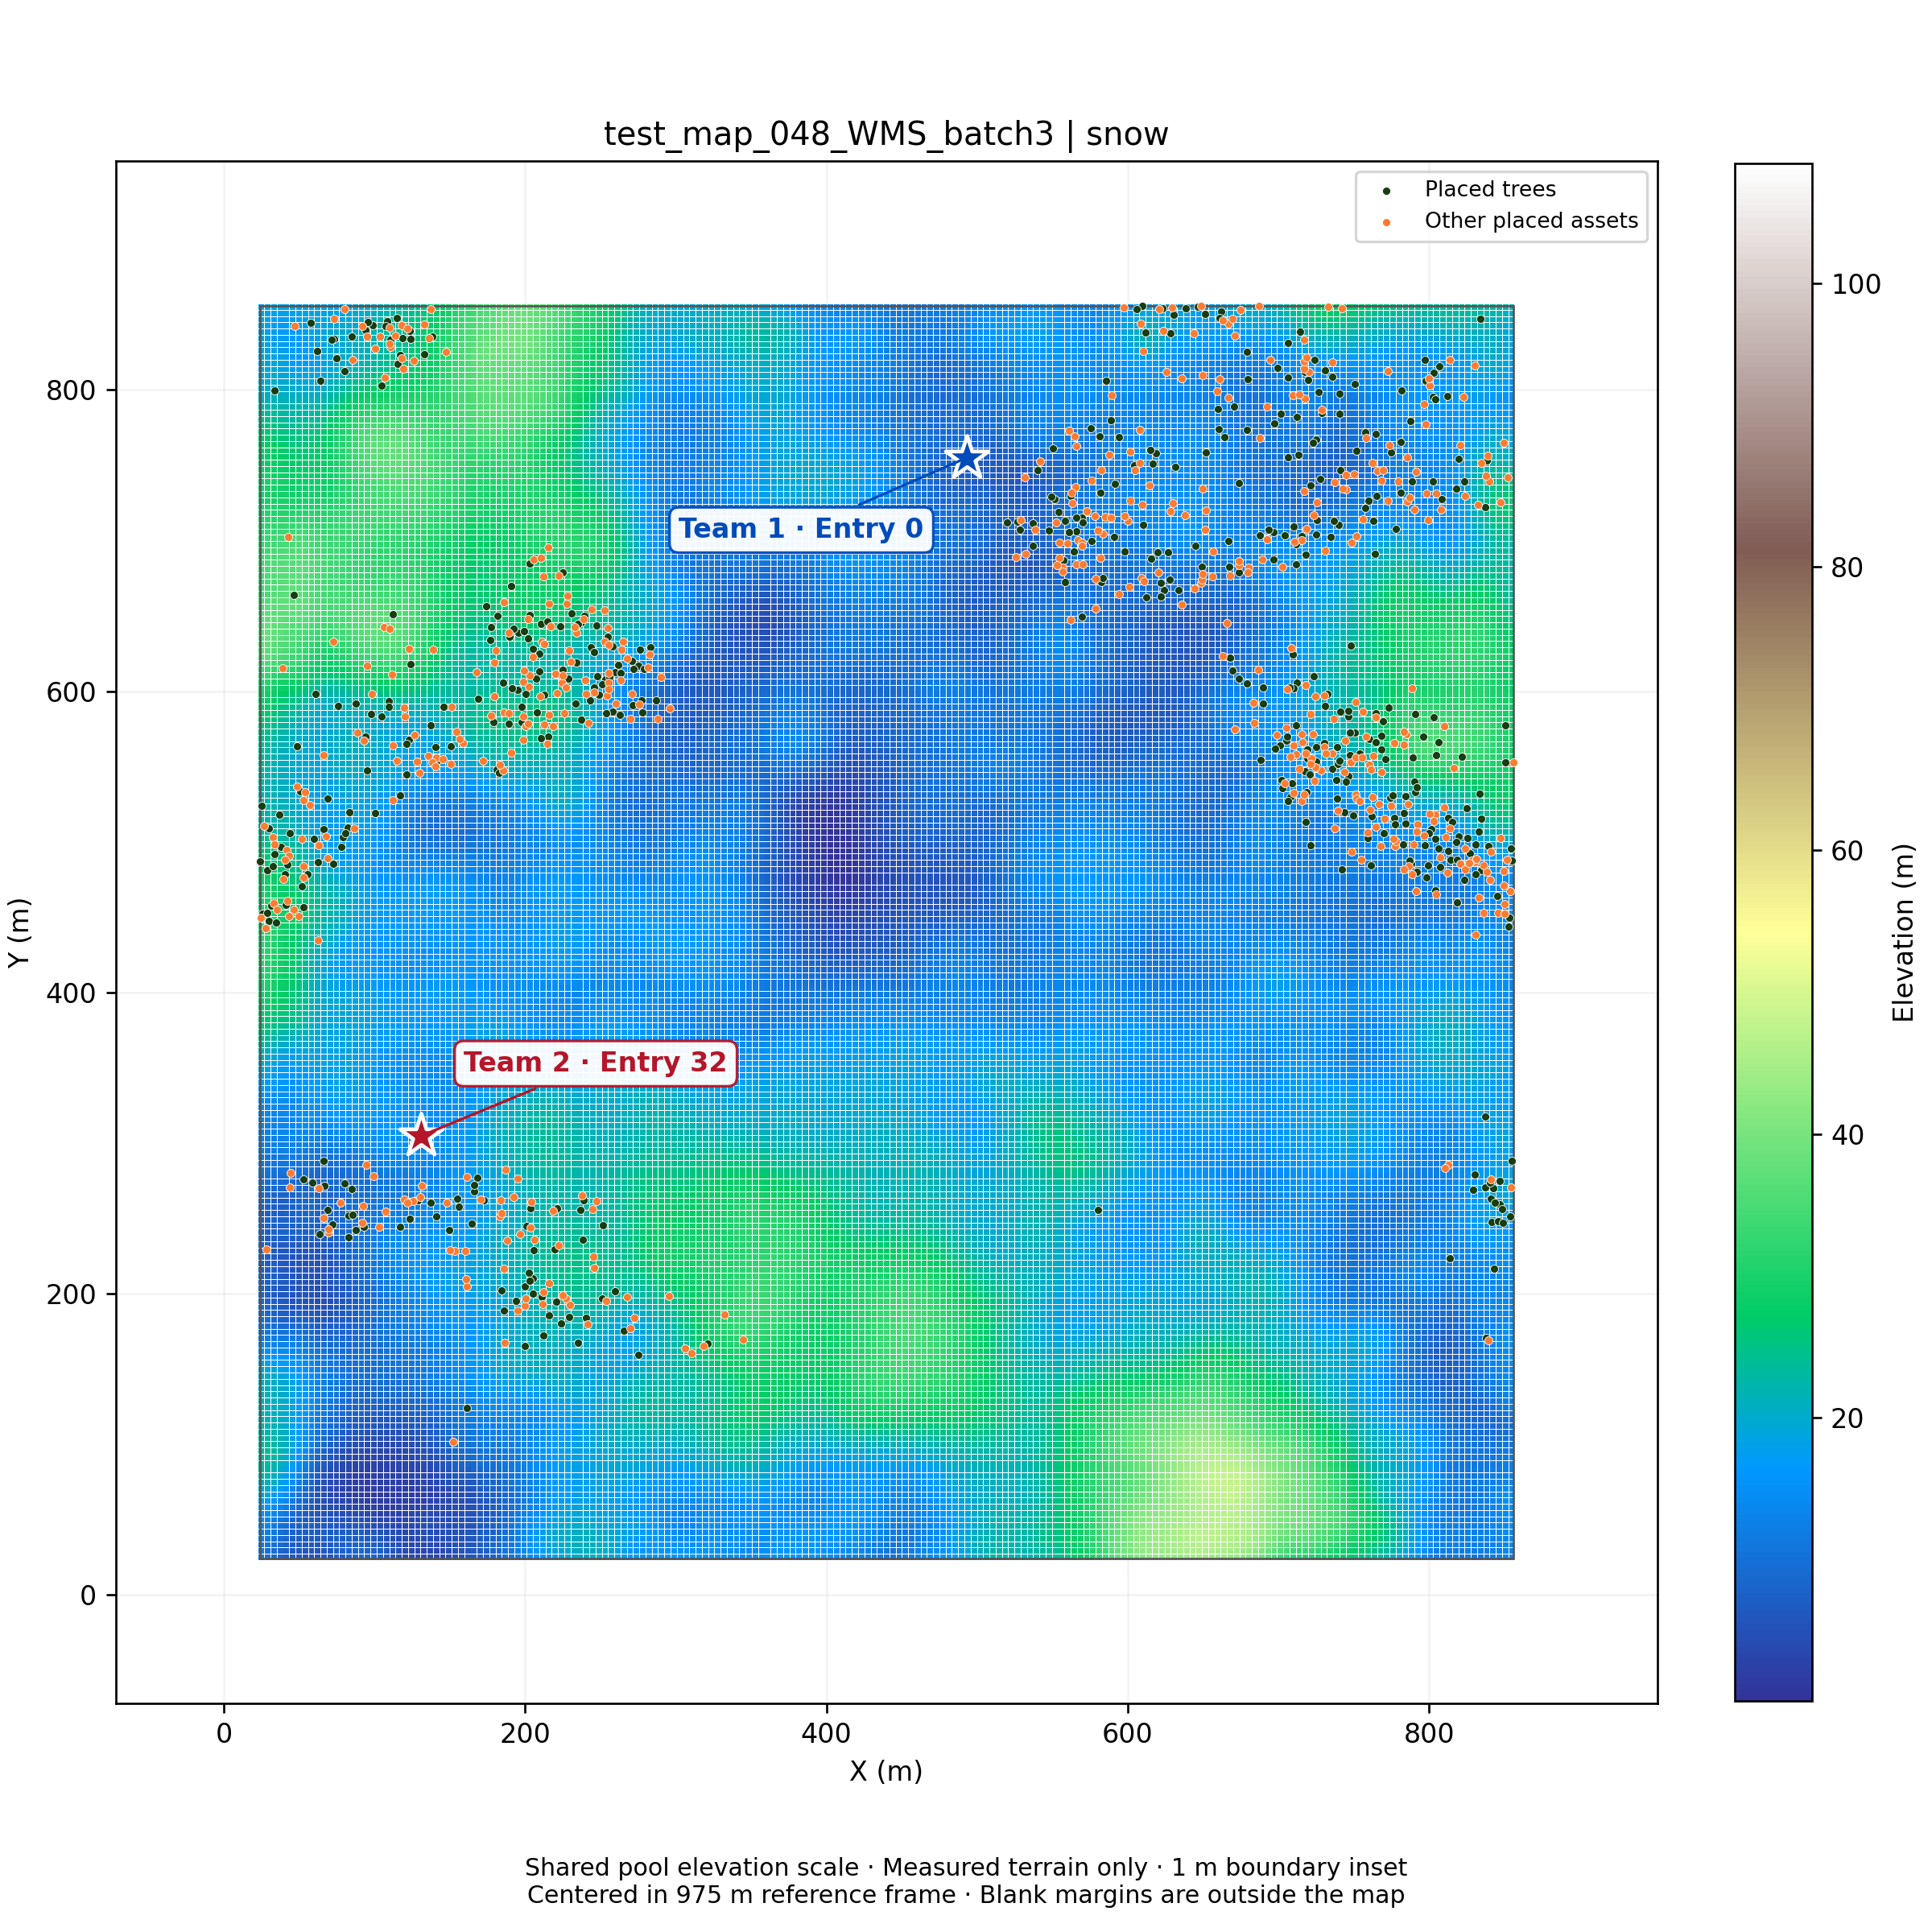 test_map_048_WMS_batch3 | snow
Placed trees
Other placed assets
Team 1 · Entry 0
Team 2 · Entry 32
800
600
400
200
0
Y (m)
0
200
400
600
800
X (m)
100
80
60
40
20
Elevation (m)
Shared pool elevation scale · Measured terrain only · 1 m boundary inset
Centered in 975 m reference frame · Blank margins are outside the map